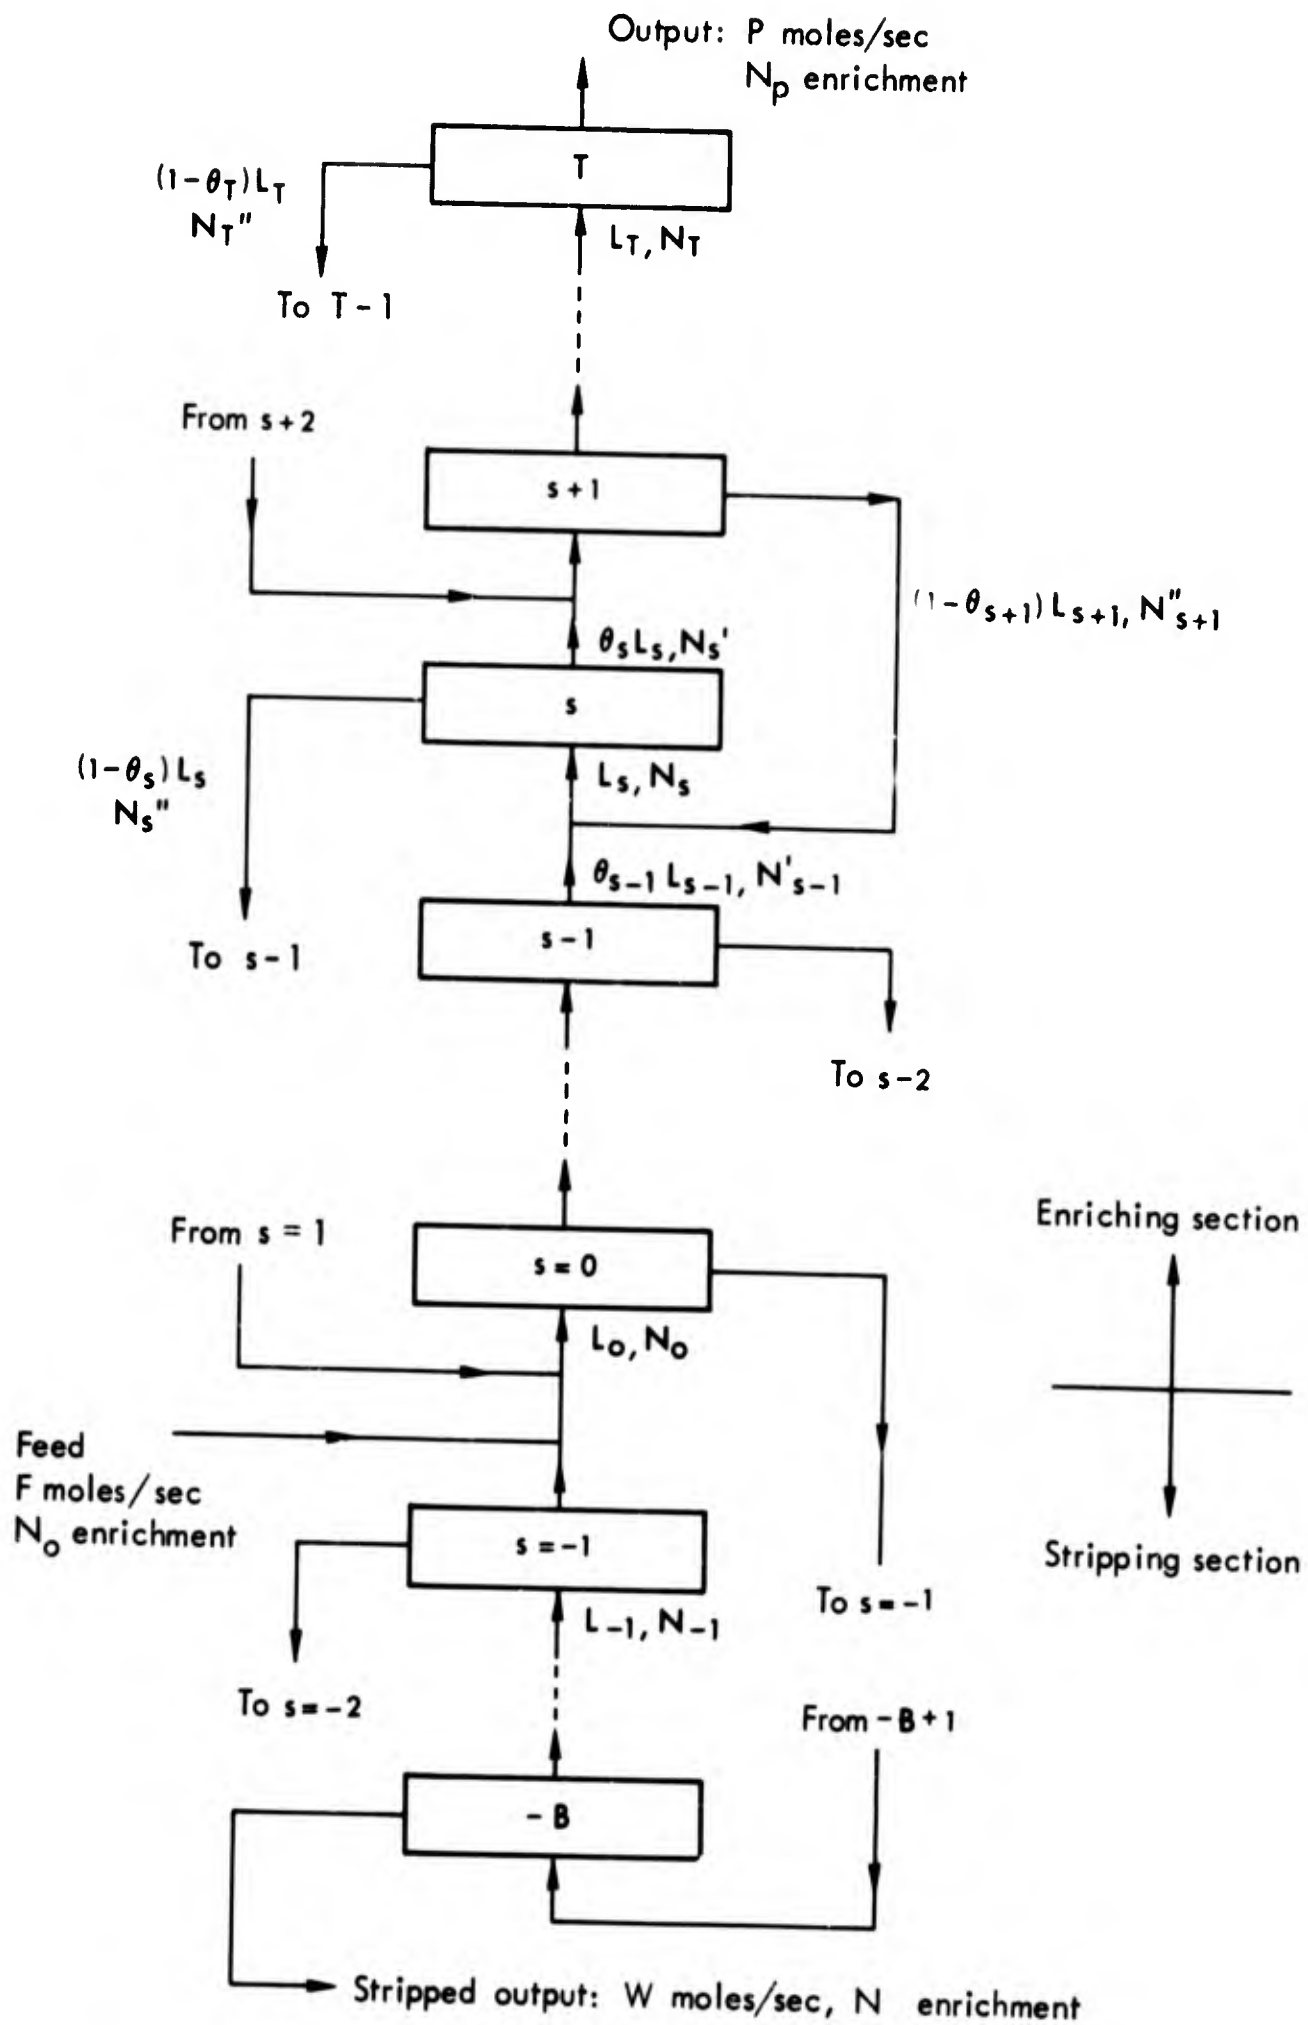 Output: P moles/sec
Np enrichment
T
(1-θT)LT
NT"
LT, NT
To T-1
From s+2
s+1
(1-θs+1)Ls+1, N"s+1
θsLs, Ns'
s
(1-θs)Ls
Ns"
Ls, Ns
θs-1 Ls-1, N's-1
s-1
To s-1
To s-2
From s = 1
Enriching section
s=0
Lo, No
Feed
F moles/sec
No enrichment
s=-1
Stripping section
To s=-1
L-1, N-1
To s=-2
From -B+1
-B
Stripped output: W moles/sec, N enrichment